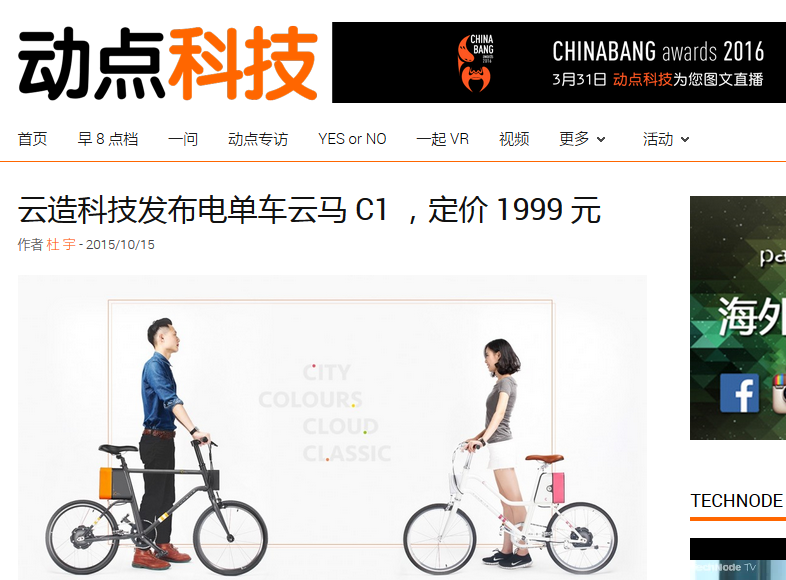 动点科技
CHINA
BANG
CHINABANG awards 2016
3月31日 动点科技为您图文直播
首页 早 8 点档 一问 动点专访 YES or NO 一起 VR 视频 更多 活动
云造科技发布电单车云马 C1 ，定价 1999 元
作者 杜 宇 - 2015/10/15
CITY
COLOURS
CLOUD
CLASSIC
pa
海外
TECHNODE
TechNode TV